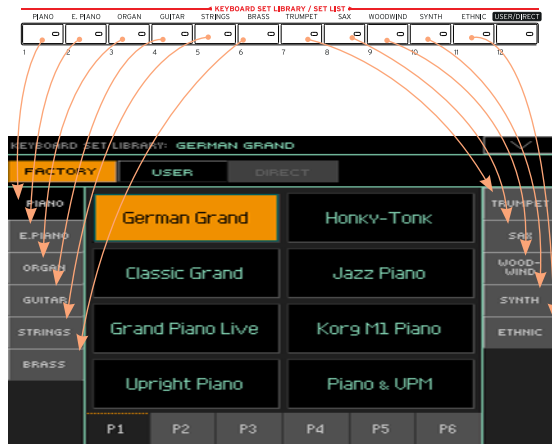 KEYBOARD SET LIBRARY / SET LIST
PIANO E. PIANO ORGAN GUITAR STRINGS BRASS TRUMPET SAX WOODWIND SYNTH ETHNIC USER/DIRECT
1 2 3 4 5 6 7 8 9 10 11 12
KEYBOARD SET LIBRARY: GERMAN GRAND
FACTORY USER DIRECT
PIANO
E.PIANO
ORGAN
GUITAR
STRINGS
BRASS
German Grand Honky-Tonk
Classic Grand Jazz Piano
Grand Piano Live Korg M1 Piano
Upright Piano Piano & UPM
TRUMPET
SAX
WOOD-
WIND
SYNTH
ETHNIC
P1 P2 P3 P4 P5 P6